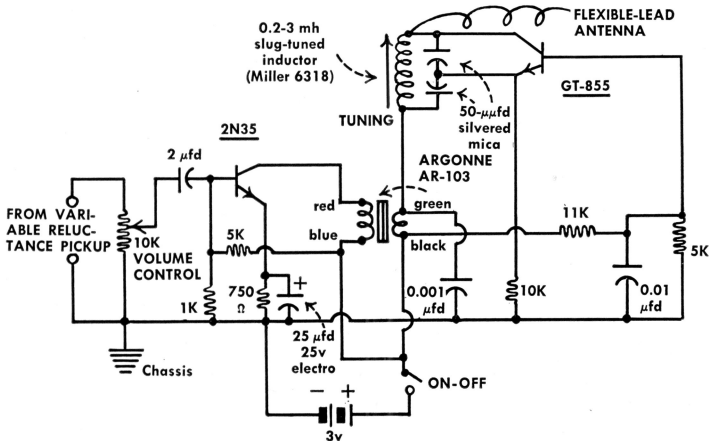 0.2-3 mh
slug-tuned
inductor
(Miller 6318)
FLEXIBLE-LEAD
ANTENNA
GT-855
TUNING
50-μμfd
silvered
mica
2N35
2 μfd
ARGONNE
AR-103
FROM VARI-
ABLE RELUC-
TANCE PICKUP
10K
VOLUME
CONTROL
red
blue
green
black
5K
11K
5K
1K
750
Ω
+
25 μfd
25v
electro
0.001
μfd
10K
0.01
μfd
Chassis
ON-OFF
− +
3v